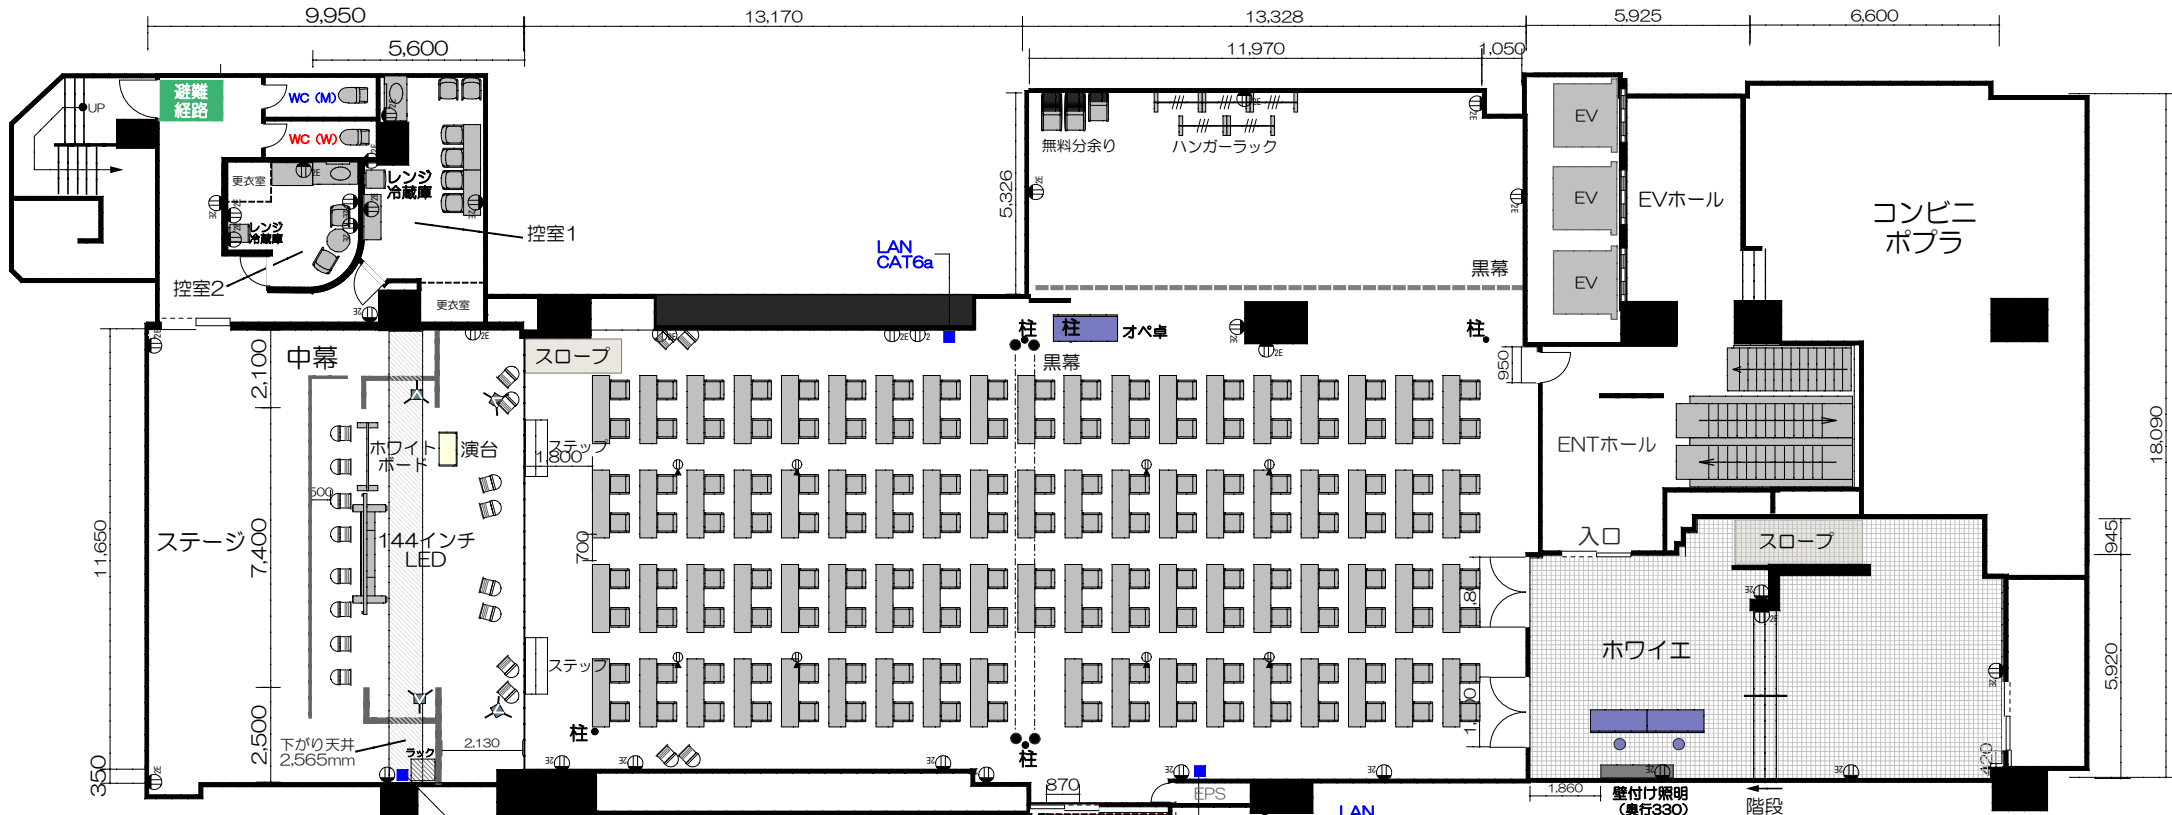 9,950
13,170
13,328
5,925
6,600
5,600
11,970
1,050
避難
経路
UP
WC (M)
WC (W)
レンジ
冷蔵庫
更衣室
レンジ
冷蔵庫
控室1
控室2
更衣室
無料分余り
ハンガーラック
5,326
EV
EV
EV
EVホール
コンビニ
ポプラ
LAN
CAT6a
黒幕
柱
柱
オペ卓
柱
黒幕
中幕
スロープ
2,100
950
18,090
ホワイト
ボード
演台
ステップ
1,800
ENTホール
500
ステージ
11,650
7,400
144インチ
LED
700
入口
スロープ
945
ステップ
ホワイエ
5,920
2,500
下がり天井
2,565mm
ラック
2,130
柱
柱
350
420
870
EPS
LAN
1,860
壁付け照明
(奥行330)
階段